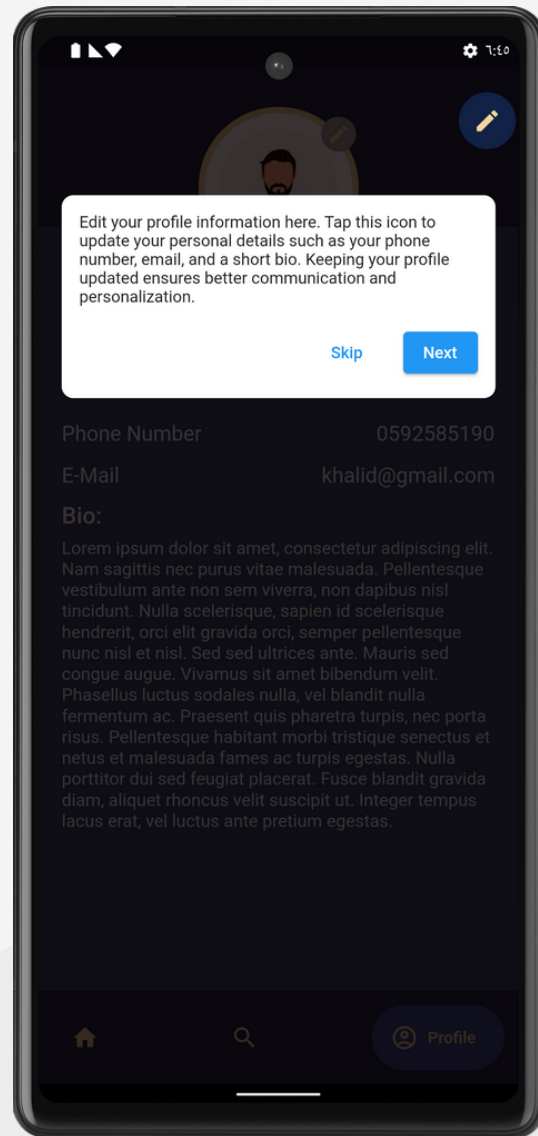 ٦:٤٥
Edit your profile information here. Tap this icon to
update your personal details such as your phone
number, email, and a short bio. Keeping your profile
updated ensures better communication and
personalization.
Skip Next
Phone Number 0592585190
E-Mail khalid@gmail.com
Bio:
Lorem ipsum dolor sit amet, consectetur adipiscing elit.
Nam sagittis nec purus vitae malesuada. Pellentesque
vestibulum ante non sem viverra, non dapibus nisl
tincidunt. Nulla scelerisque, sapien id scelerisque
hendrerit, orci elit gravida orci, semper pellentesque
nunc nisl et nisl. Sed sed ultrices ante. Mauris sed
congue augue. Vivamus sit amet bibendum velit.
Phasellus luctus sodales nulla, vel blandit nulla
fermentum ac. Praesent quis pharetra turpis, nec porta
risus. Pellentesque habitant morbi tristique senectus et
netus et malesuada fames ac turpis egestas. Nulla
porttitor dui sed feugiat placerat. Fusce blandit gravida
diam, aliquet rhoncus velit suscipit ut. Integer tempus
lacus erat, vel luctus ante pretium egestas.
Profile